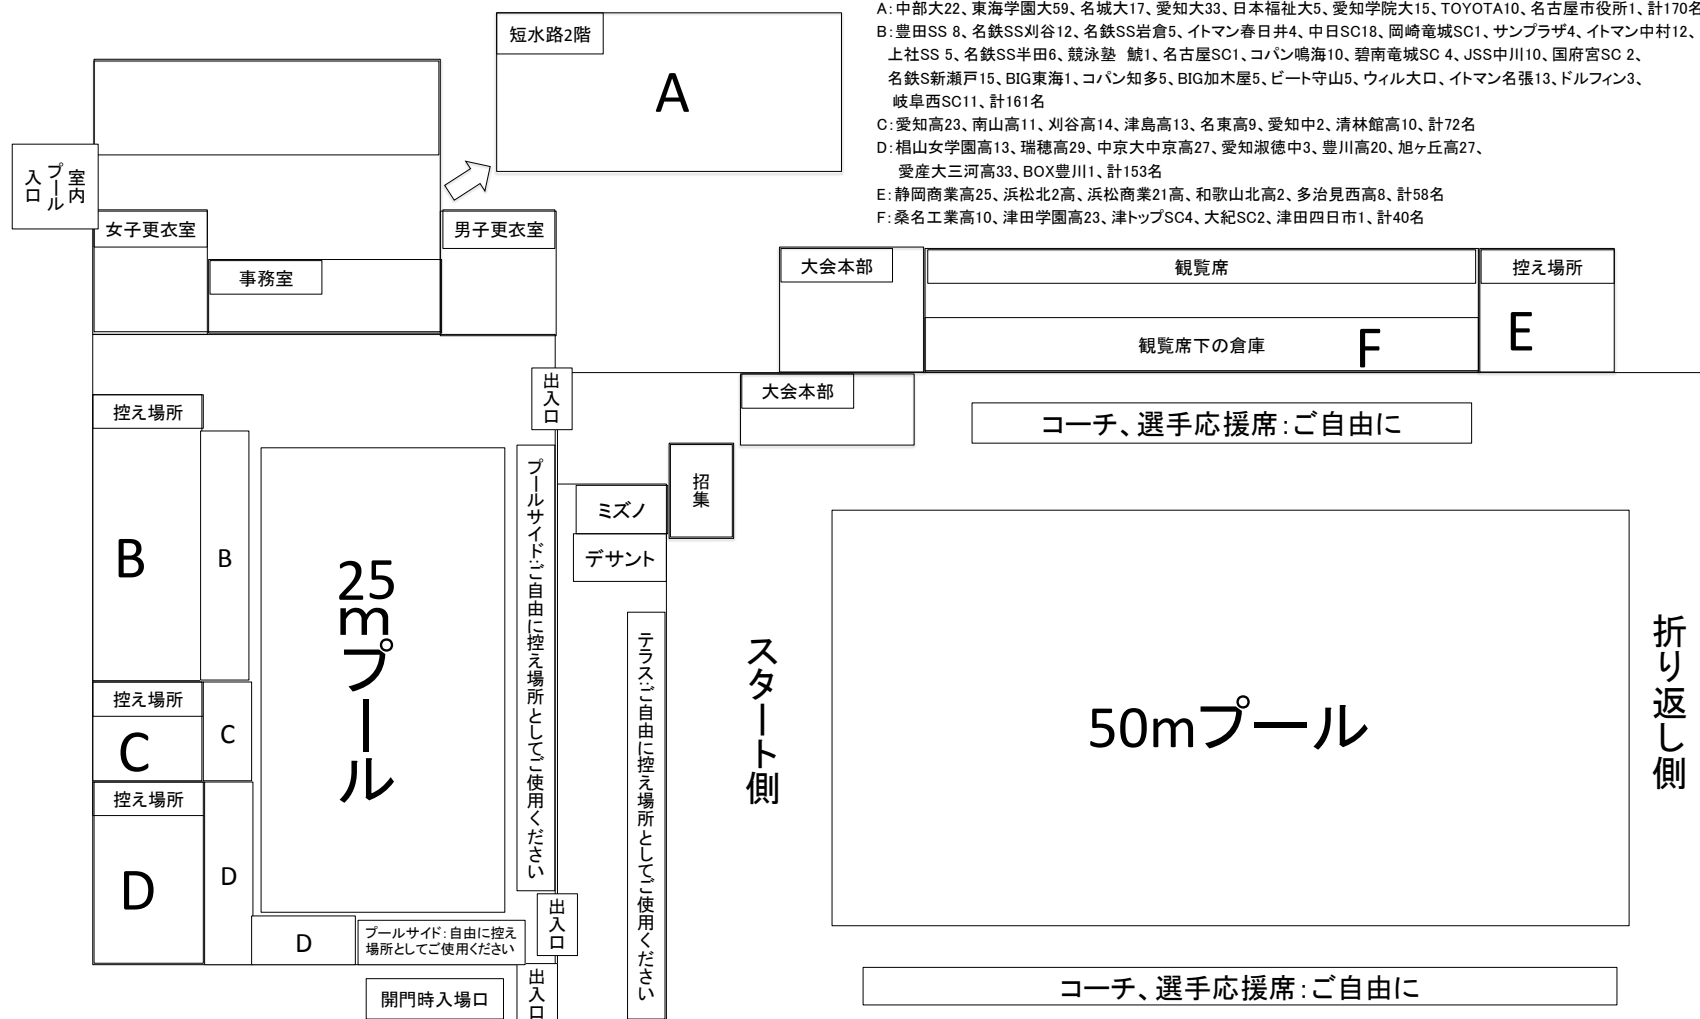 A:中部大22、東海学園大59、名城大17、愛知大33、日本福祉大5、愛知学院大15、TOYOTA10、名古屋市役所1、計170名
B:豊田SS 8、名鉄SS刈谷12、名鉄SS岩倉5、イトマン春日井4、中日SC18、岡崎竜城SC1、サンプラザ4、イトマン中村12、
上社SS 5、名鉄SS半田6、競泳塾 鯱1、名古屋SC1、コパン鳴海10、碧南竜城SC 4、JSS中川10、国府宮SC 2、
名鉄S新瀬戸15、BIG東海1、コパン知多5、BIG加木屋5、ビート守山5、ウィル大口、イトマン名張13、ドルフィン3、
岐阜西SC11、計161名
C:愛知高23、南山高11、刈谷高14、津島高13、名東高9、愛知中2、清林館高10、計72名
D:椙山女学園高13、瑞穂高29、中京大中京高27、愛知淑徳中3、豊川高20、旭ヶ丘高27、
愛産大三河高33、BOX豊川1、計153名
E:静岡商業高25、浜松北2高、浜松商業21高、和歌山北高2、多治見西高8、計58名
F:桑名工業高10、津田学園高23、津トップSC4、大紀SC2、津田四日市1、計40名
短水路2階
A
室内
プール
入口
女子更衣室
男子更衣室
事務室
大会本部
観覧席
控え場所
観覧席下の倉庫
F
E
出入口
大会本部
コーチ、選手応援席:ご自由に
控え場所
B
B
25mプール
プールサイド:ご自由に控え場所としてご使用ください
招集
ミズノ
デサント
テラス:ご自由に控え場所としてご使用ください
スタート側
50mプール
折り返し側
控え場所
C
C
控え場所
D
D
D
プールサイド:自由に控え
場所としてご使用ください
出入口
開門時入場口
出入口
コーチ、選手応援席:ご自由に